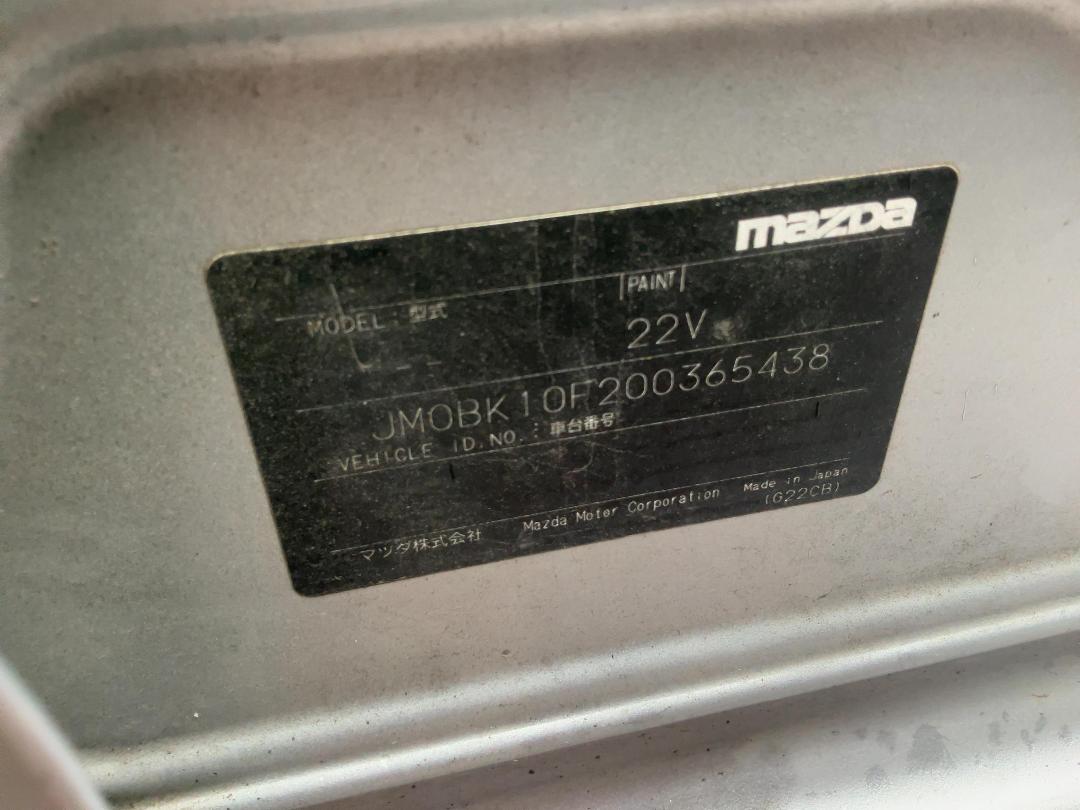 mazda
PAINT
MODEL : 型式
22V
JM0BK10F200365438
VEHICLE ID.NO. : 車台番号
マツダ株式会社 Mazda Motor Corporation Made in Japan
(G22CB)